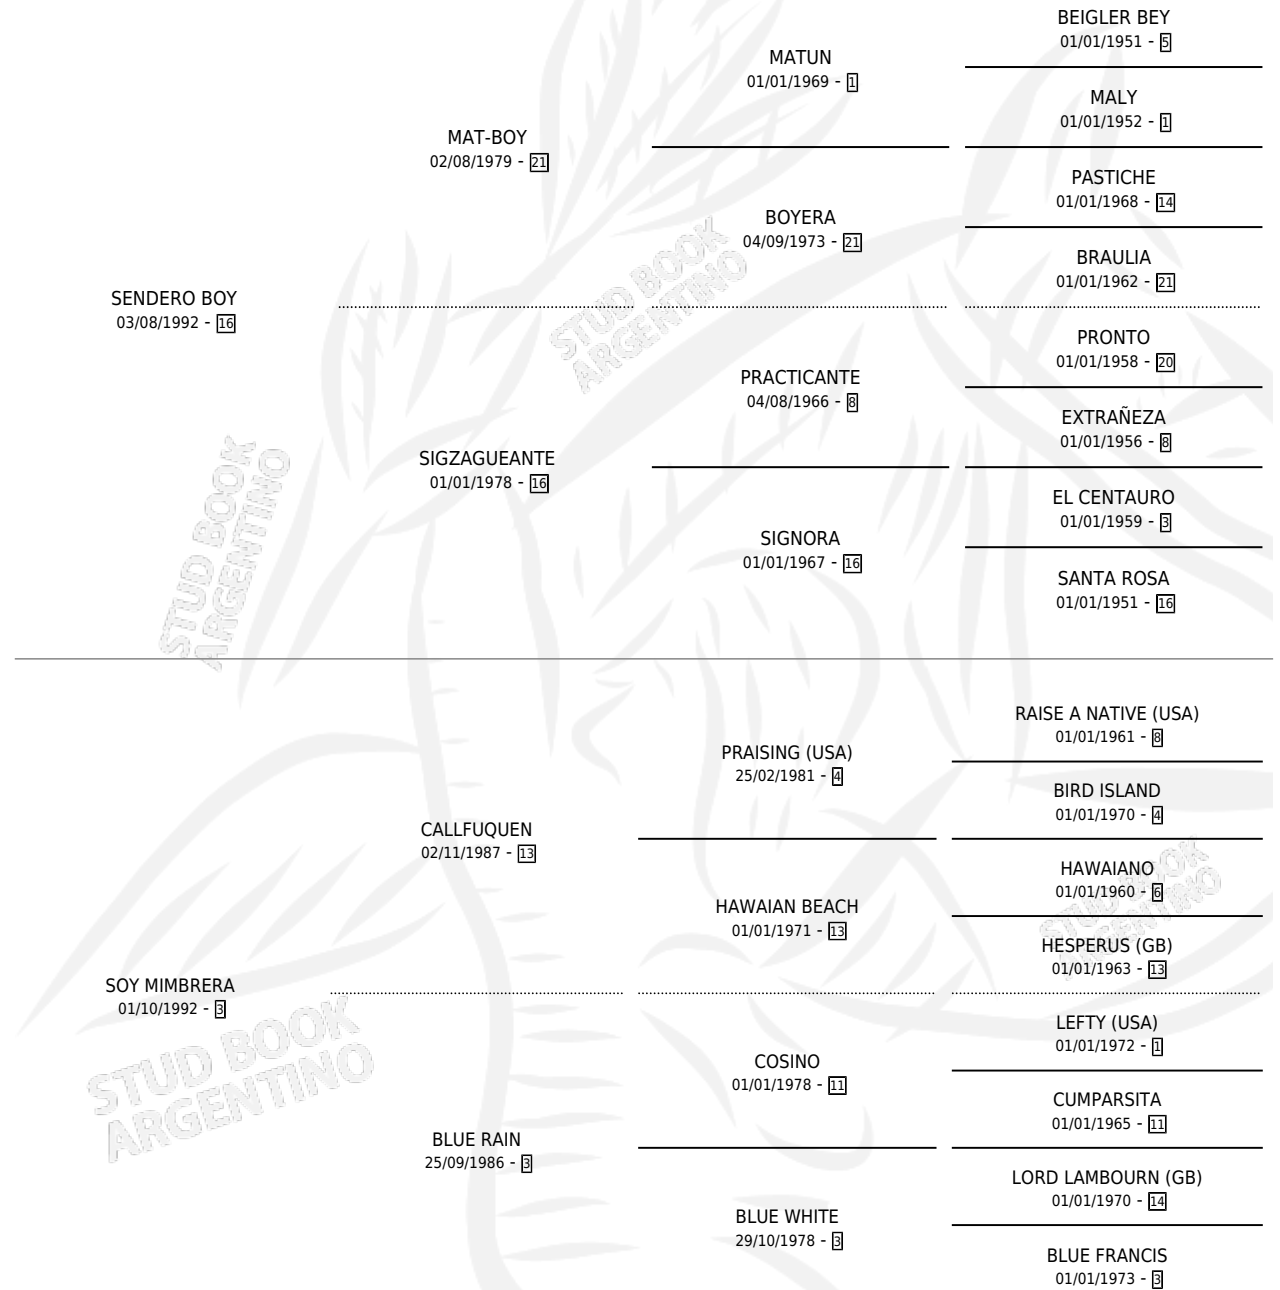 BEIGLER BEY
01/01/1951 - 5
MATUN
01/01/1969 - 1
MALY
01/01/1952 - 1
MAT-BOY
02/08/1979 - 21
PASTICHE
01/01/1968 - 14
BOYERA
04/09/1973 - 21
BRAULIA
01/01/1962 - 21
SENDERO BOY
03/08/1992 - 16
STUD BOOK
ARGENTINO
PRONTO
01/01/1958 - 20
PRACTICANTE
04/08/1966 - 8
EXTRAÑEZA
01/01/1956 - 8
SIGZAGUEANTE
01/01/1978 - 16
EL CENTAURO
01/01/1959 - 3
SIGNORA
01/01/1967 - 16
SANTA ROSA
01/01/1951 - 16
STUD BOOK
ARGENTINO
RAISE A NATIVE (USA)
01/01/1961 - 8
PRAISING (USA)
25/02/1981 - 4
BIRD ISLAND
01/01/1970 - 4
CALLFUQUEN
02/11/1987 - 13
HAWAIANO
01/01/1960 - 6
STUD BOOK
ARGENTINO
HAWAIAN BEACH
01/01/1971 - 13
HESPERUS (GB)
01/01/1963 - 13
SOY MIMBRERA
01/10/1992 - 3
STUD BOOK
ARGENTINO
LEFTY (USA)
01/01/1972 - 1
COSINO
01/01/1978 - 11
CUMPARSITA
01/01/1965 - 11
BLUE RAIN
25/09/1986 - 3
LORD LAMBOURN (GB)
01/01/1970 - 14
BLUE WHITE
29/10/1978 - 3
BLUE FRANCIS
01/01/1973 - 3